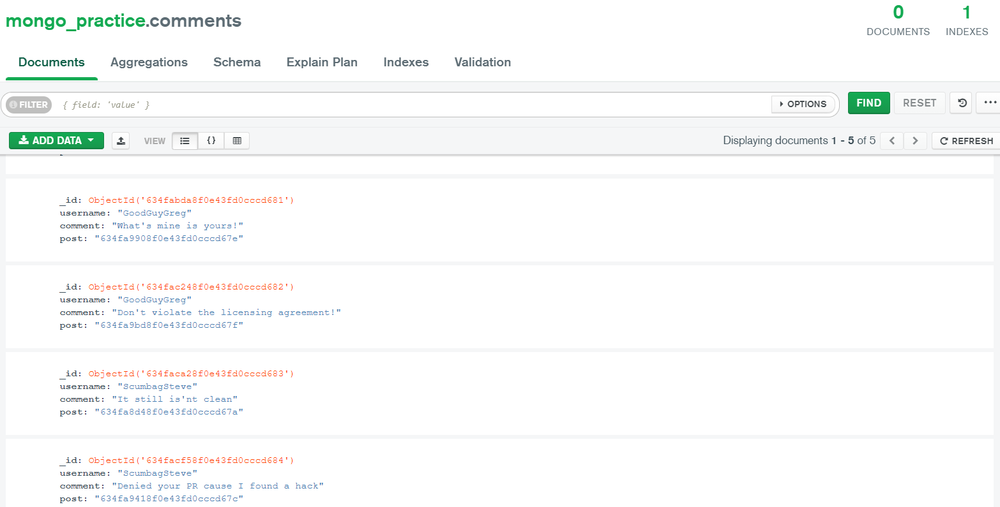 mongo_practice.comments
0
DOCUMENTS
1
INDEXES
Documents Aggregations Schema Explain Plan Indexes Validation
FILTER { field: 'value' } OPTIONS FIND RESET
ADD DATA VIEW {} Displaying documents 1 - 5 of 5 REFRESH
_id: ObjectId('634fabda8f0e43fd0cccd681')
username: "GoodGuyGreg"
comment: "What's mine is yours!"
post: "634fa9908f0e43fd0cccd67e"
_id: ObjectId('634fac248f0e43fd0cccd682')
username: "GoodGuyGreg"
comment: "Don't violate the licensing agreement!"
post: "634fa9bd8f0e43fd0cccd67f"
_id: ObjectId('634faca28f0e43fd0cccd683')
username: "ScumbagSteve"
comment: "It still is'nt clean"
post: "634fa8d48f0e43fd0cccd67a"
_id: ObjectId('634facf58f0e43fd0cccd684')
username: "ScumbagSteve"
comment: "Denied your PR cause I found a hack"
post: "634fa9418f0e43fd0cccd67c"